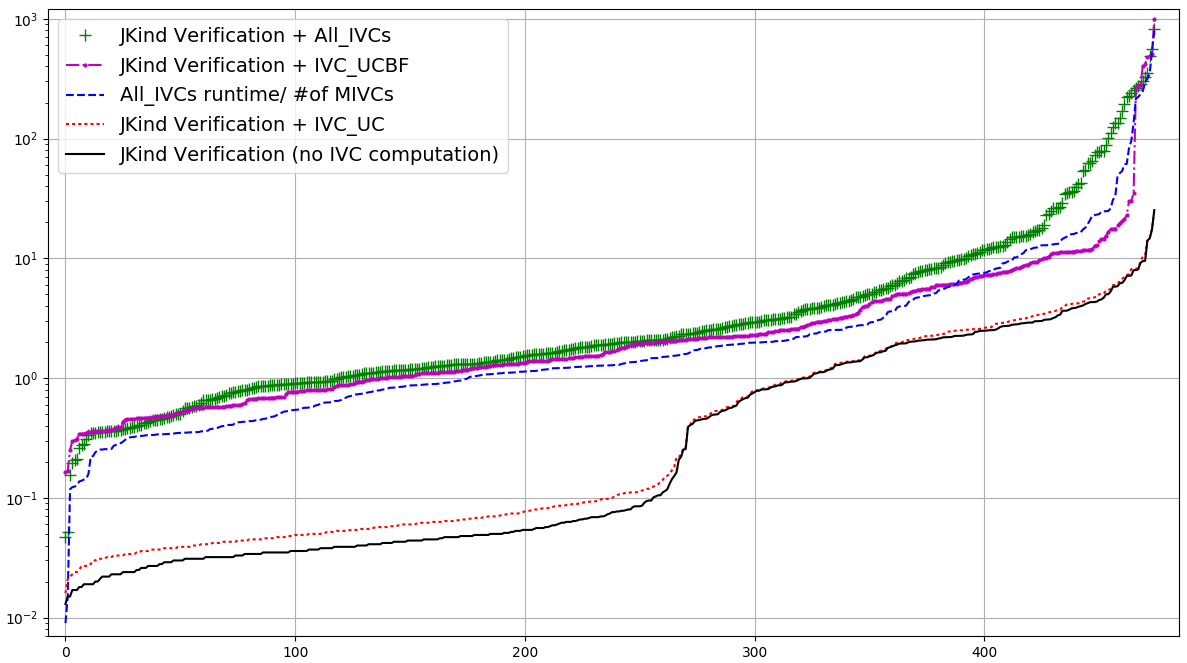 10³
JKind Verification + All_IVCs
JKind Verification + IVC_UCBF
All_IVCs runtime/ #of MIVCs
JKind Verification + IVC_UC
10²
JKind Verification (no IVC computation)
10¹
10⁰
10⁻¹
10⁻²
0 100 200 300 400